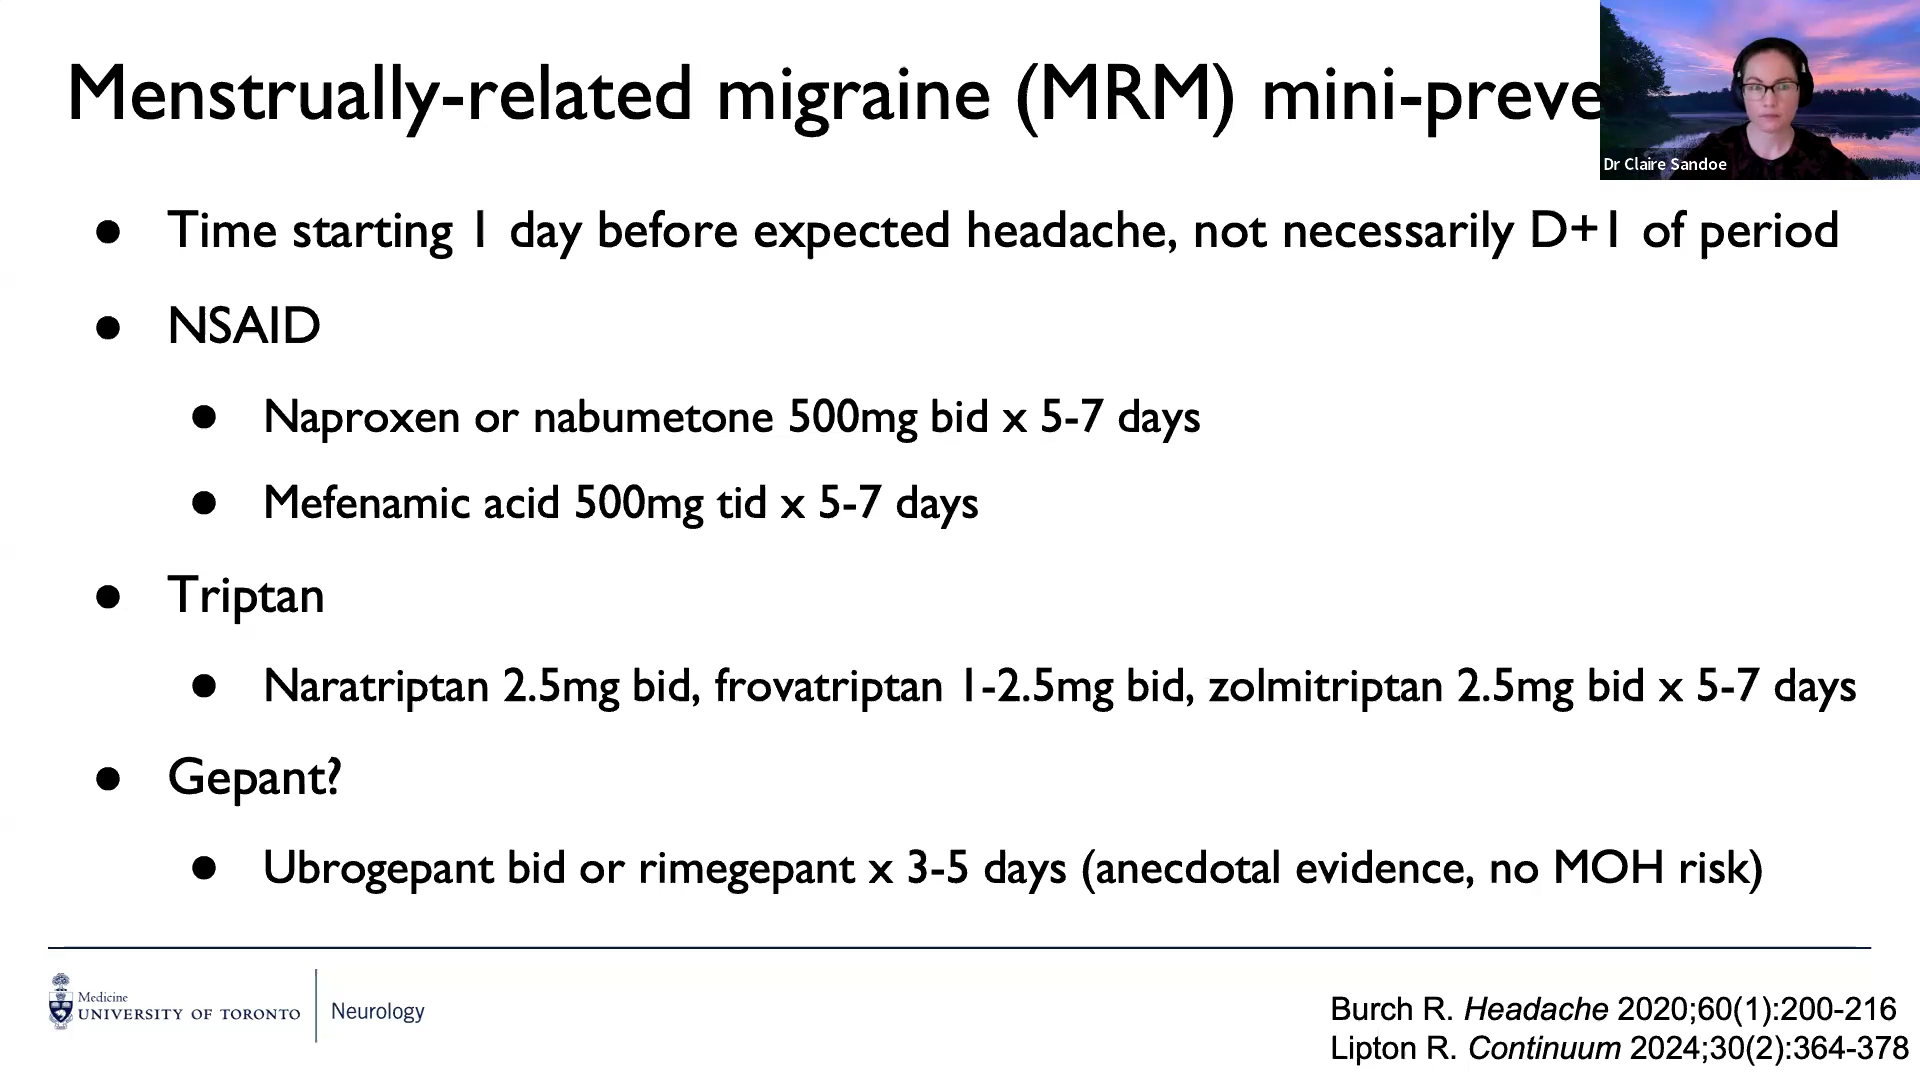 Menstrually-related migraine (MRM) mini-preve
Dr Claire Sandoe
● Time starting 1 day before expected headache, not necessarily D+1 of period
● NSAID
● Naproxen or nabumetone 500mg bid x 5-7 days
● Mefenamic acid 500mg tid x 5-7 days
● Triptan
● Naratriptan 2.5mg bid, frovatriptan 1-2.5mg bid, zolmitriptan 2.5mg bid x 5-7 days
● Gepant?
● Ubrogepant bid or rimegepant x 3-5 days (anecdotal evidence, no MOH risk)
Medicine
UNIVERSITY OF TORONTO
Neurology
Burch R. Headache 2020;60(1):200-216
Lipton R. Continuum 2024;30(2):364-378